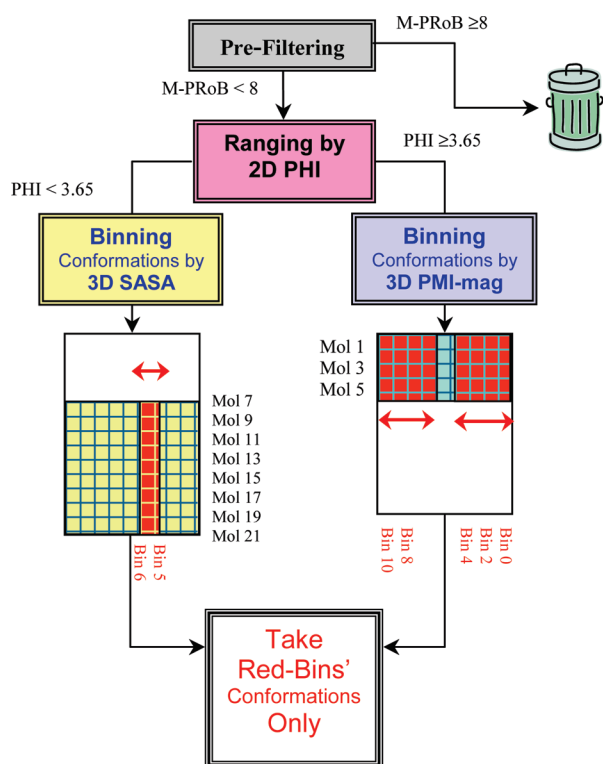 M-PRoB ≥8
Pre-Filtering
M-PRoB < 8
Ranging by
2D PHI
PHI ≥3.65
PHI < 3.65
Binning
Conformations by
3D SASA
Binning
Conformations by
3D PMI-mag
Mol 1
Mol 3
Mol 5
Mol 7
Mol 9
Mol 11
Mol 13
Mol 15
Mol 17
Mol 19
Mol 21
Bin 6
Bin 5
Bin 10
Bin 8
Bin 4
Bin 2
Bin 0
Take
Red-Bins’
Conformations
Only